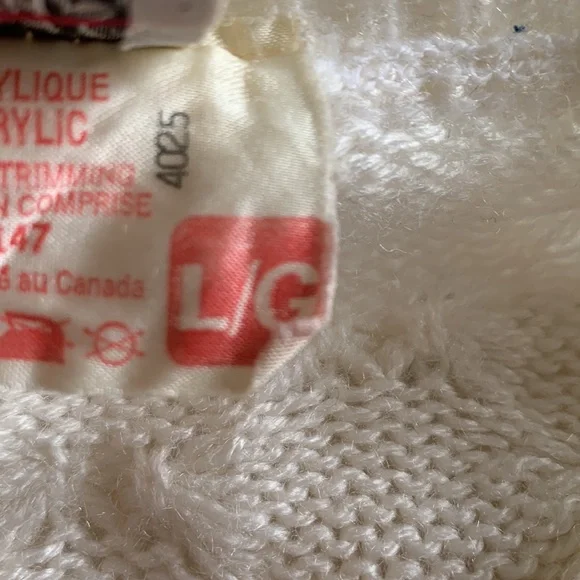 YLIQUE
RYLIC
4025
TRIMMING
N COMPRISE
147
au Canada
L/G